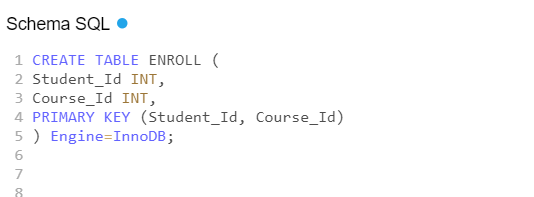 Schema SQL
1 CREATE TABLE ENROLL (
2 Student_Id INT,
3 Course_Id INT,
4 PRIMARY KEY (Student_Id, Course_Id)
5 ) Engine=InnoDB;
6
7
8